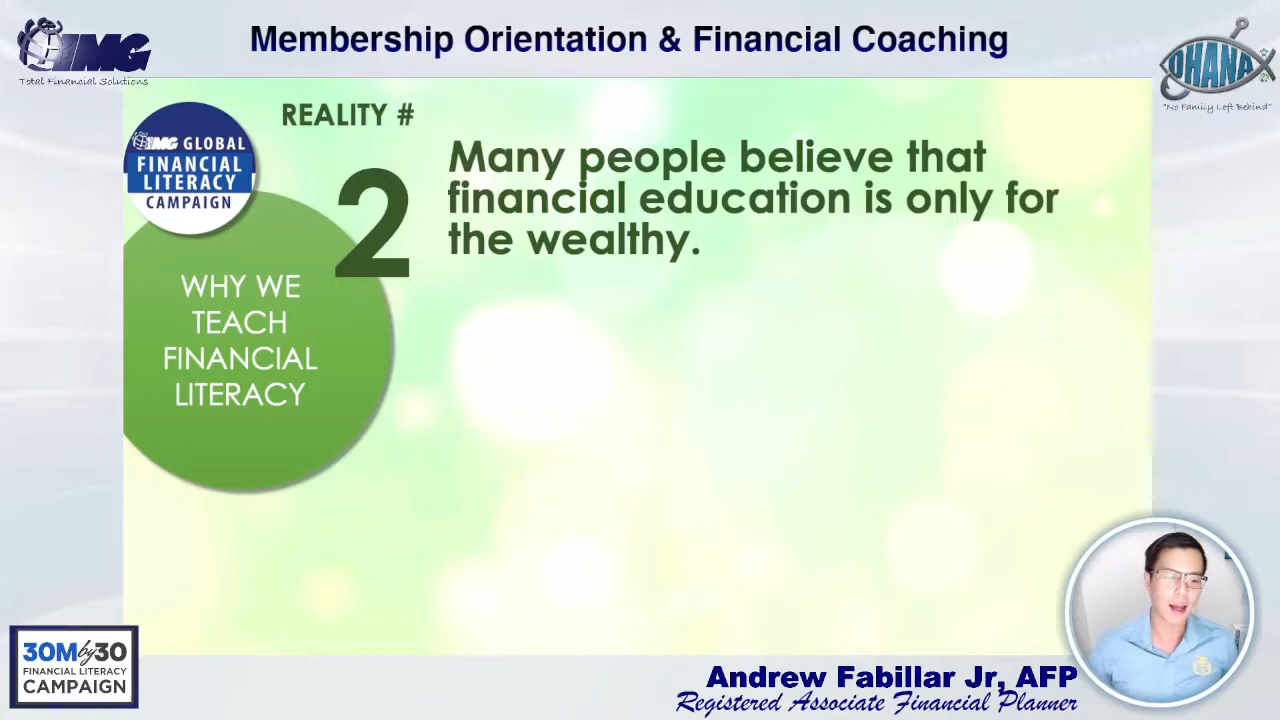 IMG
Total Financial Solutions
Membership Orientation & Financial Coaching
OHANA
"No Family Left Behind"
IMG GLOBAL
FINANCIAL
LITERACY
CAMPAIGN
REALITY #
2
Many people believe that
financial education is only for
the wealthy.
WHY WE
TEACH
FINANCIAL
LITERACY
30M by 30
FINANCIAL LITERACY
CAMPAIGN
Andrew Fabillar Jr, AFP
Registered Associate Financial Planner